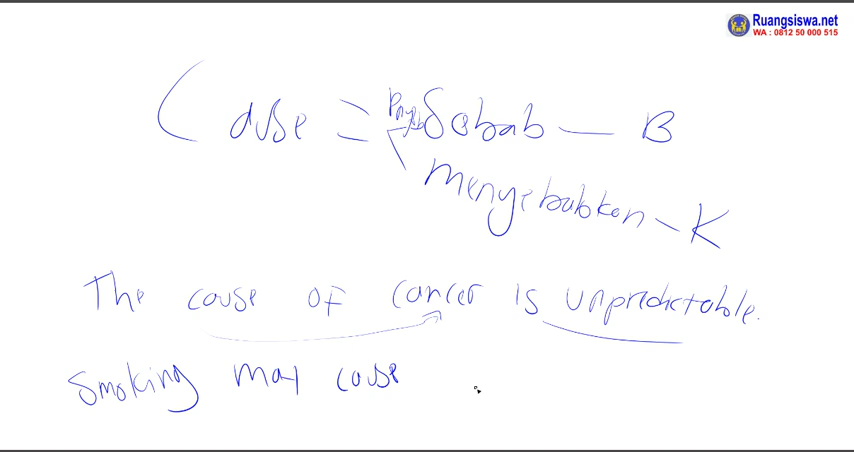 Ruangsiswa.net
WA : 0812 50 000 515
Cause = Sebab — B
menyebabkan - K
The cause of cancer is unpredictable.
Smoking may cause